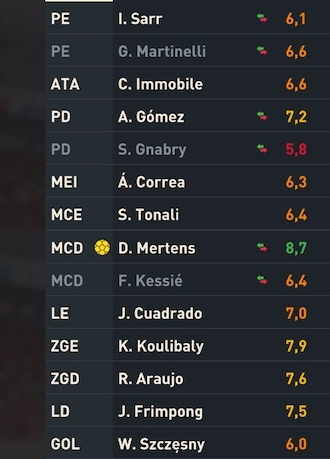 PE I. Sarr 6,1
PE G. Martinelli 6,6
ATA C. Immobile 6,6
PD A. Gómez 7,2
PD S. Gnabry 5,8
MEI Á. Correa 6,3
MCE S. Tonali 6,4
MCD D. Mertens 8,7
MCD F. Kessié 6,4
LE J. Cuadrado 7,0
ZGE K. Koulibaly 7,9
ZGD R. Araujo 7,6
LD J. Frimpong 7,5
GOL W. Szczęsny 6,0